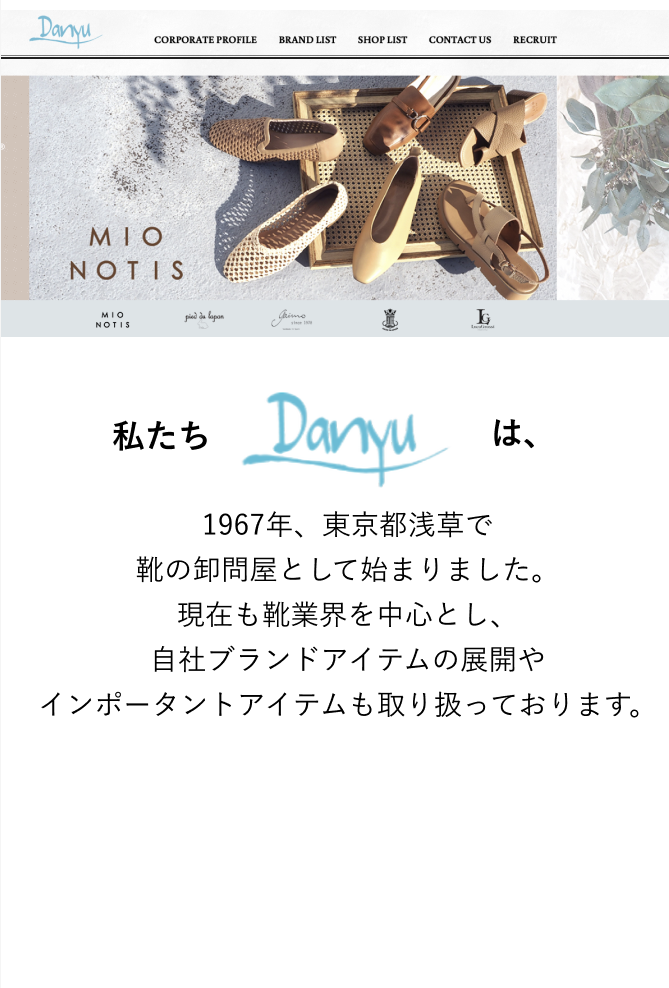 Danyu
CORPORATE PROFILE BRAND LIST SHOP LIST CONTACT US RECRUIT
MIO
NOTIS
MIO
NOTIS
pied du lapan
gaimo
私たち Danyu は、
1967年、東京都浅草で
靴の卸問屋として始まりました。
現在も靴業界を中心とし、
自社ブランドアイテムの展開や
インポータントアイテムも取り扱っております。